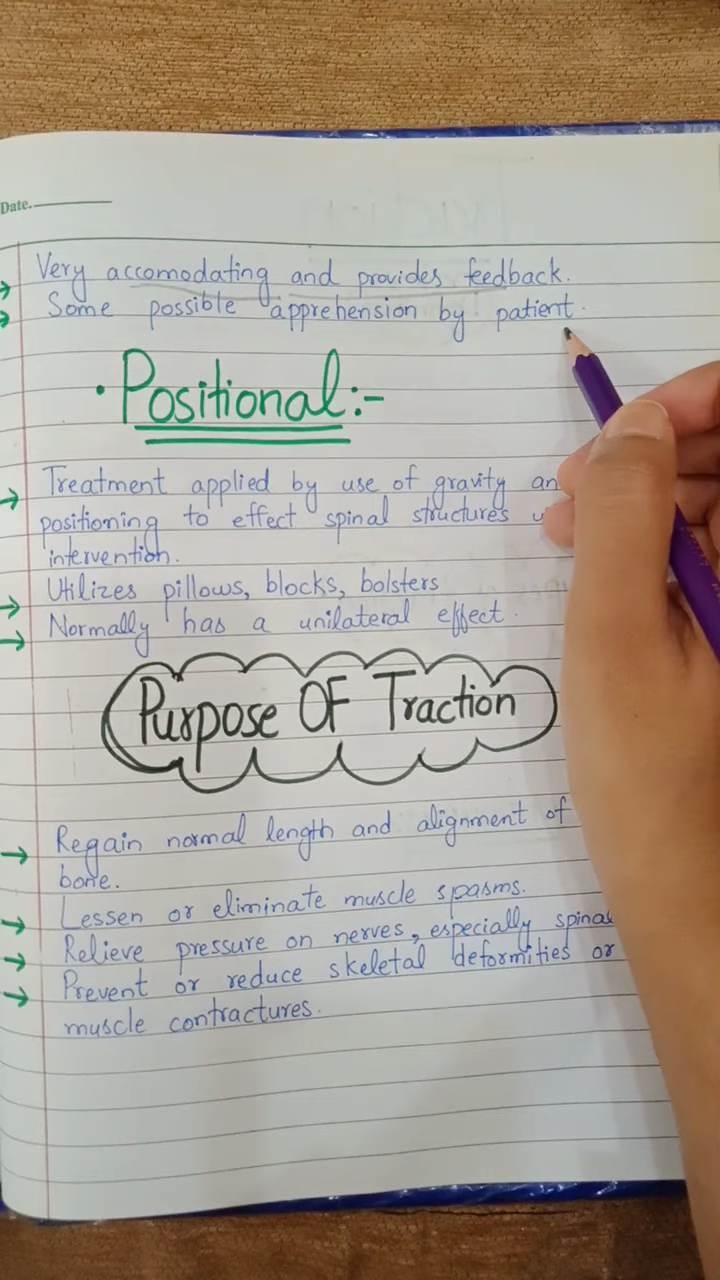 Date.
Very accomodating and provides feedback.
Some possible apprehension by patient.
• Positional:-
Treatment applied by use of gravity
positioning to effect spinal structures
intervention.
Utilizes pillows, blocks, bolsters
Normally has a unilateral effect.
Purpose OF Traction
Regain normal length and alignment of
bone.
Lessen or eliminate muscle spasms.
Relieve pressure on nerves, especially spinal
Prevent or reduce skeletal deformities or
muscle contractures.